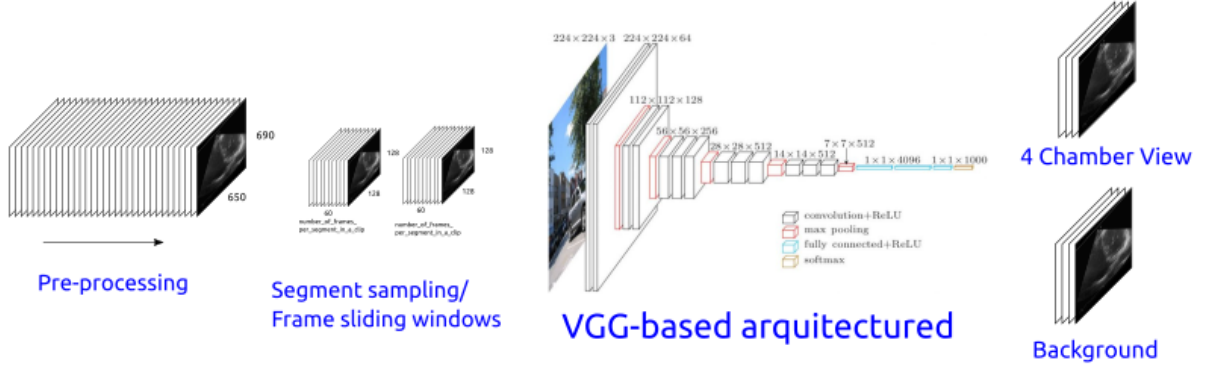 690
650
Pre-processing
128
128
60
number_of_frames_
per_segment_in_a_clip
128
128
60
number_of_frames_
per_segment_in_a_clip
Segment sampling/
Frame sliding windows
224×224×3
224×224×64
112×112×128
56×56×256
28×28×512
14×14×512
7×7×512
1×1×4096
1×1×1000
convolution+ReLU
max pooling
fully connected+ReLU
softmax
VGG-based arquitectured
4 Chamber View
Background